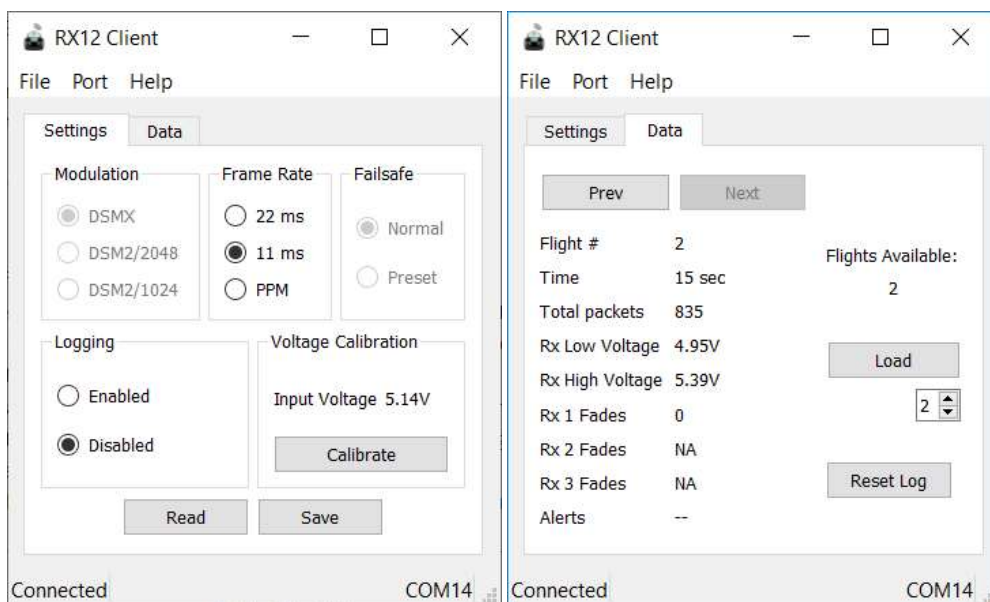 RX12 Client
File Port Help
Settings Data
Modulation
DSMX
DSM2/2048
DSM2/1024
Frame Rate
22 ms
11 ms
PPM
Failsafe
Normal
Preset
Logging
Enabled
Disabled
Voltage Calibration
Input Voltage 5.14V
Calibrate
Read Save
Connected COM14
RX12 Client
File Port Help
Settings Data
Prev Next
Flight # 2
Time 15 sec
Total packets 835
Rx Low Voltage 4.95V
Rx High Voltage 5.39V
Rx 1 Fades 0
Rx 2 Fades NA
Rx 3 Fades NA
Alerts --
Flights Available:
2
Load
2
Reset Log
Connected COM14